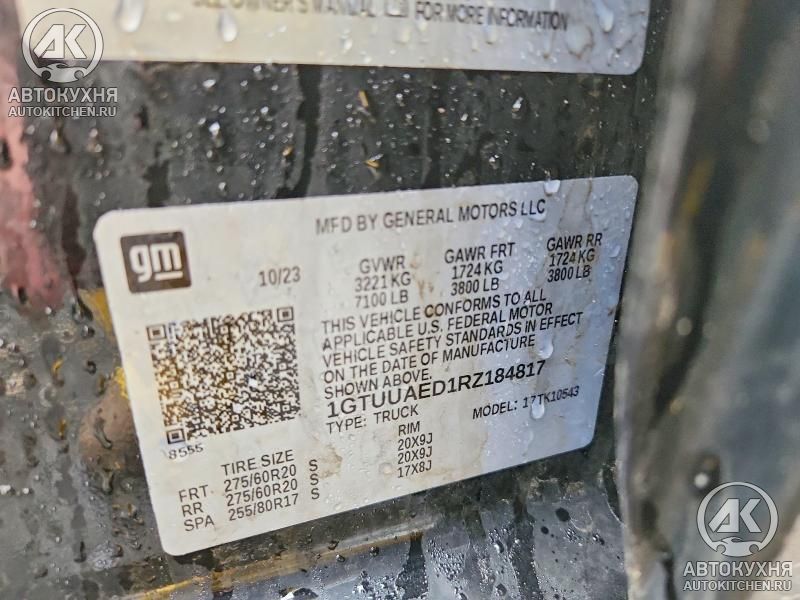 SEE OWNER'S MANUAL FOR MORE INFORMATION
АК
АВТОКУХНЯ
AUTOKITCHEN.RU
gm
MFD BY GENERAL MOTORS LLC
10/23
GVWR GAWR FRT GAWR RR
3221 KG 1724 KG 1724 KG
7100 LB 3800 LB 3800 LB
THIS VEHICLE CONFORMS TO ALL
APPLICABLE U.S. FEDERAL MOTOR
VEHICLE SAFETY STANDARDS IN EFFECT
ON THE DATE OF MANUFACTURE
SHOWN ABOVE.
1GTUUAED1RZ184817
TYPE: TRUCK MODEL: 17TK10543
8555
TIRE SIZE RIM
FRT 275/60R20 S 20X9J
RR 275/60R20 S 20X9J
SPA 255/80R17 S 17X8J
АК
АВТОКУХНЯ
AUTOKITCHEN.RU